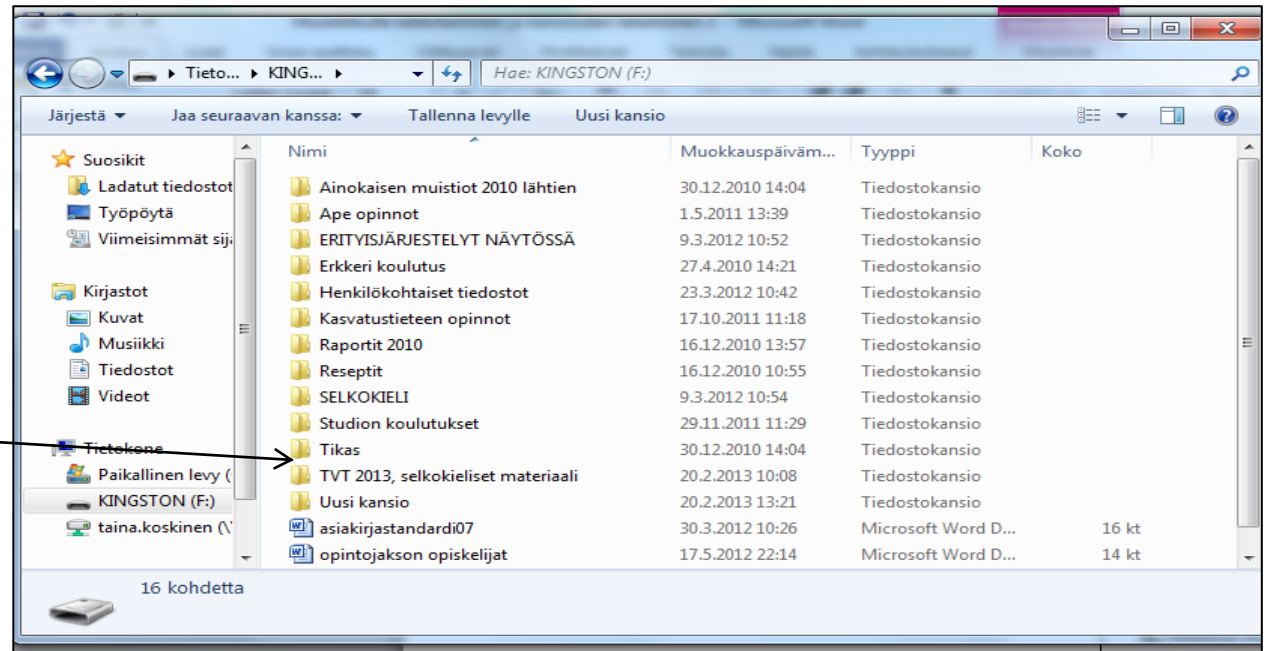 Tieto... ▸ KING... ▸ Hae: KINGSTON (F:)
Järjestä Jaa seuraavan kanssa: Tallenna levylle Uusi kansio
Suosikit
Ladatut tiedostot
Työpöytä
Viimeisimmät sij
Kirjastot
Kuvat
Musiikki
Tiedostot
Videot
Tietokone
Paikallinen levy (
KINGSTON (F:)
taina.koskinen (\
Nimi Muokkauspäiväm... Tyyppi Koko
Ainokaisen muistiot 2010 lähtien 30.12.2010 14:04 Tiedostokansio
Ape opinnot 1.5.2011 13:39 Tiedostokansio
ERITYISJÄRJESTELYT NÄYTÖSSÄ 9.3.2012 10:52 Tiedostokansio
Erkkeri koulutus 27.4.2010 14:21 Tiedostokansio
Henkilökohtaiset tiedostot 23.3.2012 10:42 Tiedostokansio
Kasvatustieteen opinnot 17.10.2011 11:18 Tiedostokansio
Raportit 2010 16.12.2010 13:57 Tiedostokansio
Reseptit 16.12.2010 10:55 Tiedostokansio
SELKOKIELI 9.3.2012 10:54 Tiedostokansio
Studion koulutukset 29.11.2011 11:29 Tiedostokansio
Tikas 30.12.2010 14:04 Tiedostokansio
TVT 2013, selkokieliset materiaali 20.2.2013 10:08 Tiedostokansio
Uusi kansio 20.2.2013 13:21 Tiedostokansio
asiakirjastandardi07 30.3.2012 10:26 Microsoft Word D... 16 kt
opintojakson opiskelijat 17.5.2012 22:14 Microsoft Word D... 14 kt
16 kohdetta